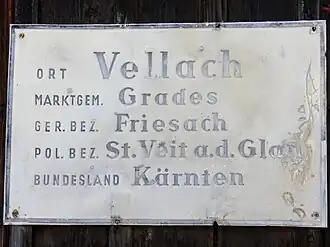 ORT Vellach
MARKTGEM. Grades
GER. BEZ. Friesach
POL. BEZ. St. Veit a. d. Glan
BUNDESLAND Kärnten